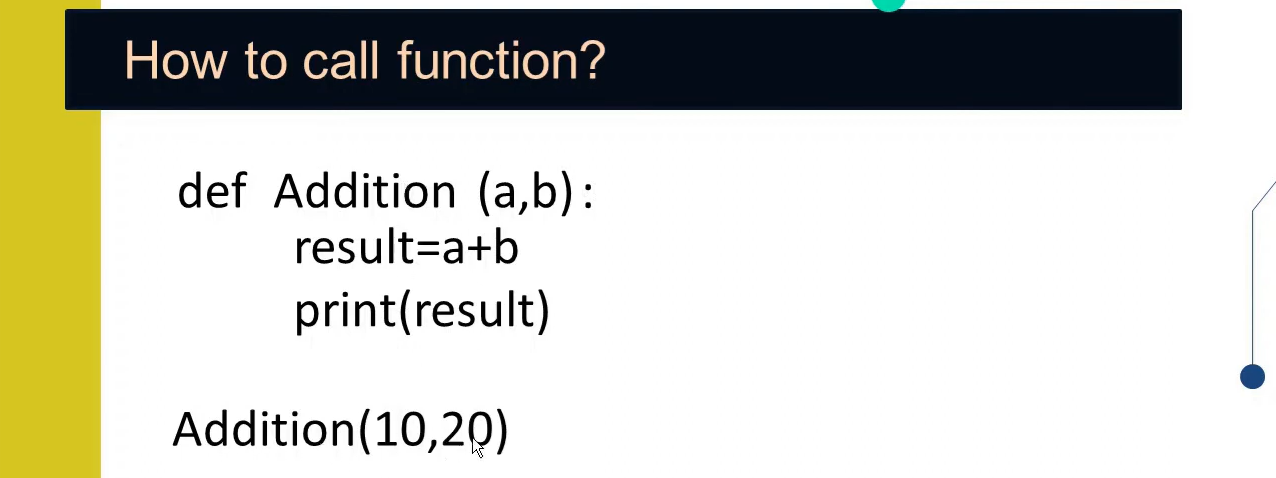 How to call function?
def Addition (a,b):
result=a+b
print(result)
Addition(10,20)